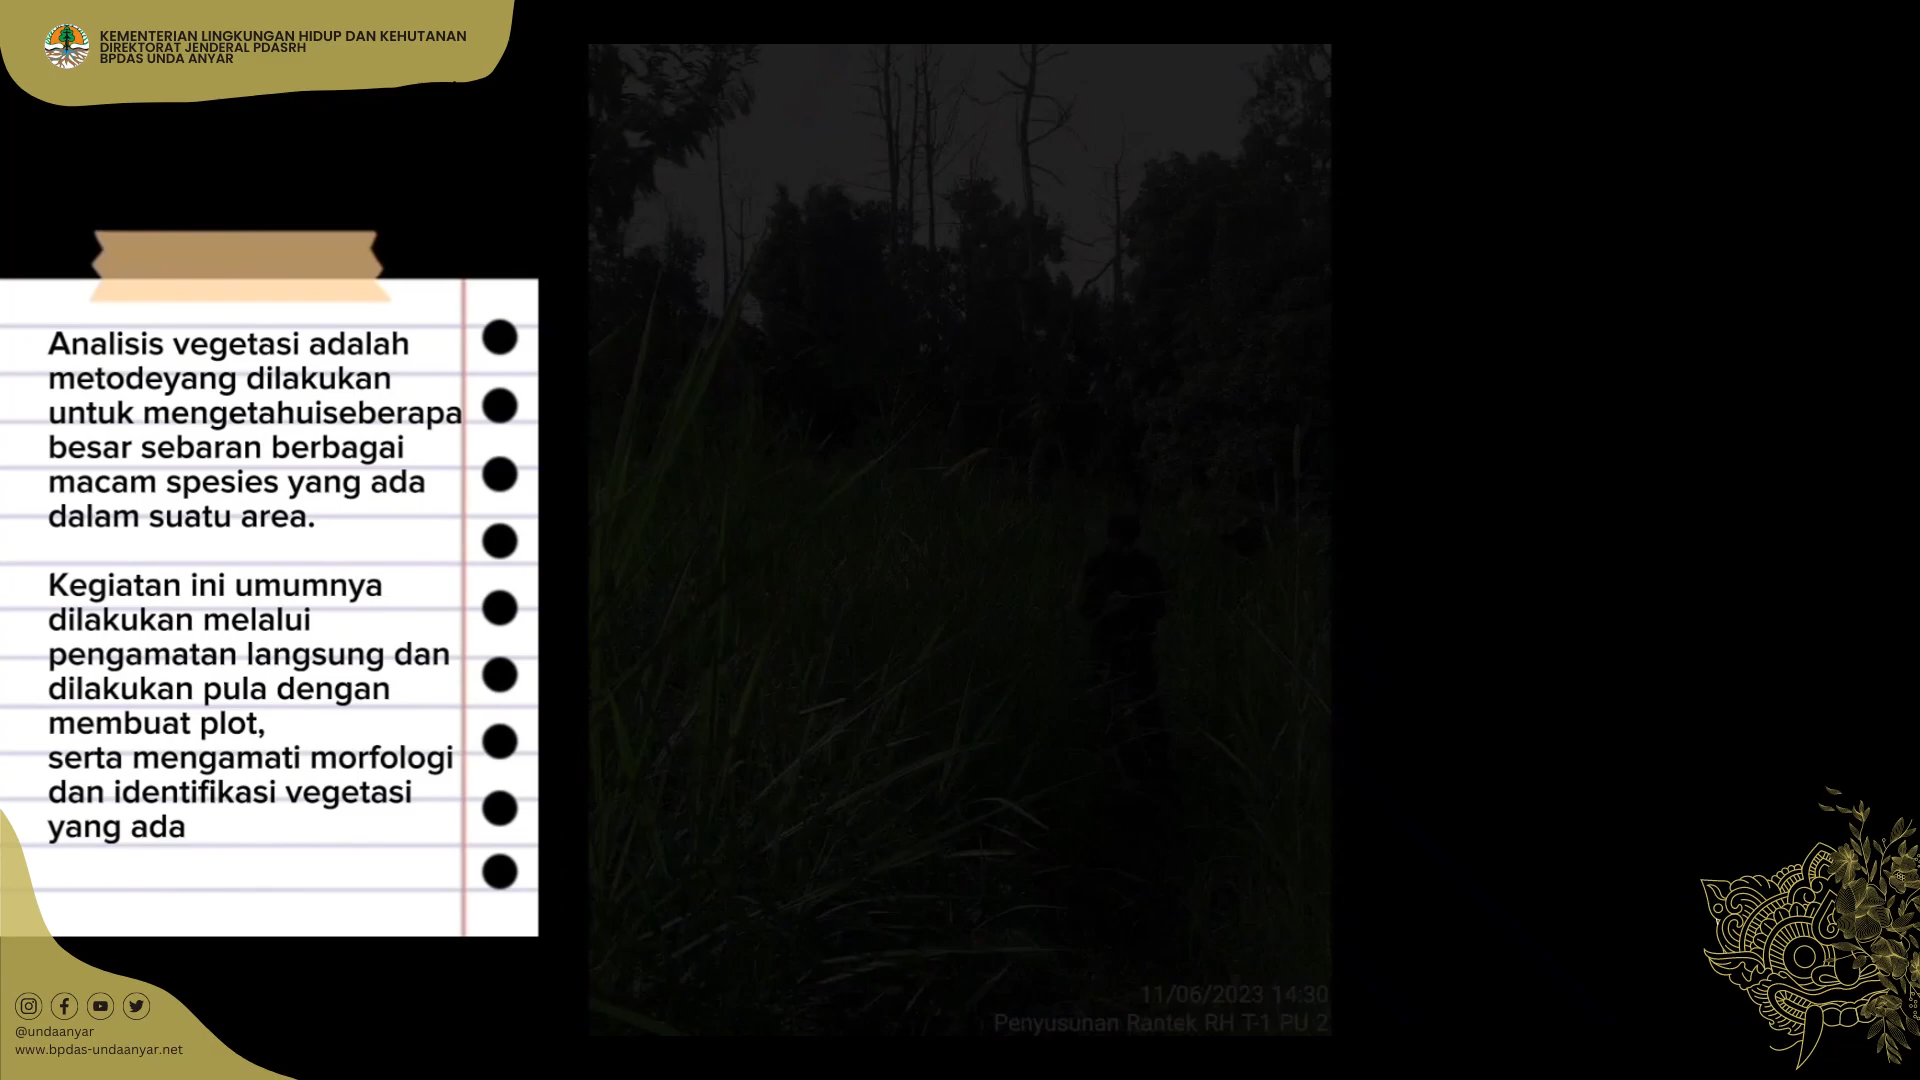 KEMENTERIAN LINGKUNGAN HIDUP DAN KEHUTANAN
DIREKTORAT JENDERAL PDASRH
BPDAS UNDA ANYAR
Analisis vegetasi adalah
metodeyang dilakukan
untuk mengetahuiseberapa
besar sebaran berbagai
macam spesies yang ada
dalam suatu area.
Kegiatan ini umumnya
dilakukan melalui
pengamatan langsung dan
dilakukan pula dengan
membuat plot,
serta mengamati morfologi
dan identifikasi vegetasi
yang ada
11/06/2023 14:30
Penyusunan Rantek RH T-1 PU 2
@undaanyar
www.bpdas-undaanyar.net